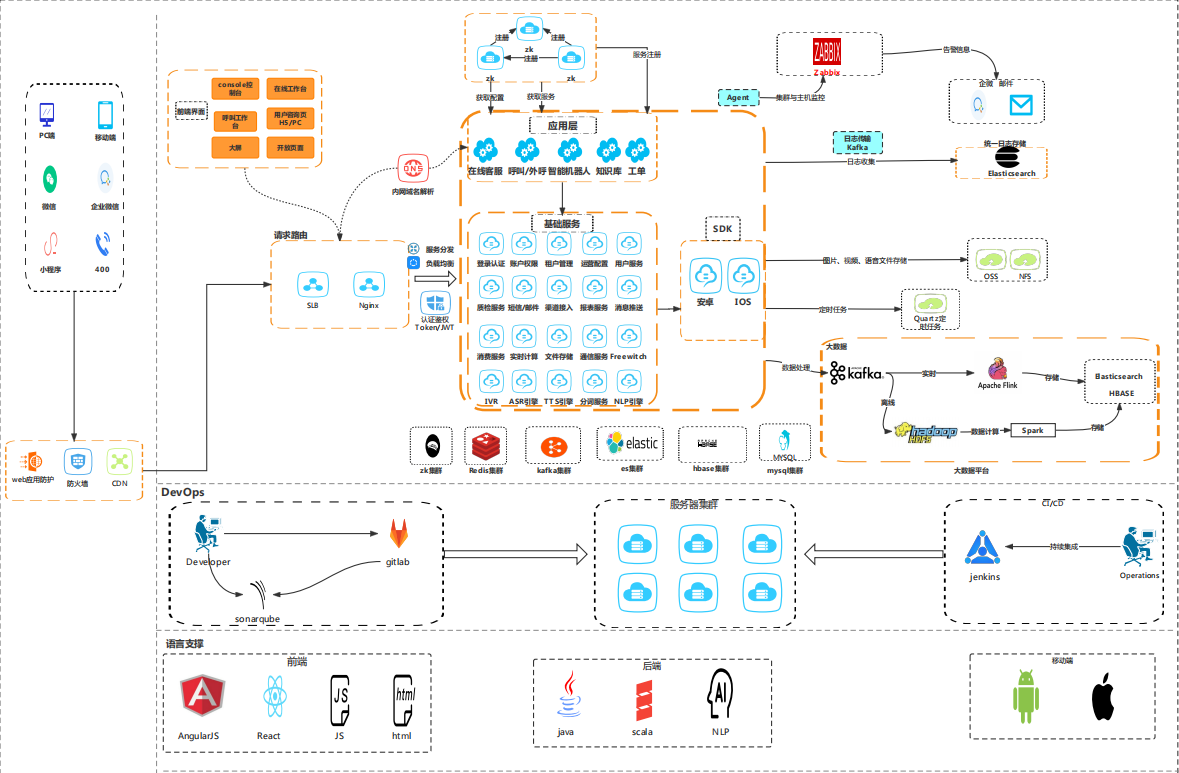 PC端
移动端
微信
企业微信
小程序
400
web应用防护
防火墙
CDN
前端界面
console控
制台
在线工作台
呼叫工作
台
用户咨询页
H5/PC
大屏
开放页面
请求路由
SLB
Nginx
DNS
内网域名解析
服务分发
负载均衡
认证鉴权
Token/JWT
注册
注册
zk
注册
zk
zk
获取配置
获取服务
服务注册
应用层
在线客服
呼叫/外呼
智能机器人
知识库
工单
基础服务
登录认证
账户权限
租户管理
运营配置
用户服务
质检服务
短信/邮件
渠道接入
报表服务
消息推送
消费服务
实时计算
文件存储
通信服务
Freewitch
IVR
ASR引擎
TTS引擎
分词服务
NLP引擎
SDK
安卓
IOS
Agent
集群与主机监控
ZABBIX
Zabbix
告警信息
企微
邮件
日志传输
Kafka
日志收集
统一日志存储
Elasticsearch
图片、视频、语音文件存储
OSS
NFS
定时任务
Quartz定
时任务
数据处理
大数据
kafka
实时
Apache Flink
存储
Elasticsearch
HBASE
离线
hadoop
HDFS
数据计算
Spark
存储
大数据平台
zk集群
Redis集群
kafka集群
elastic
es集群
hbase集群
MYSQL
mysql集群
DevOps
Developer
gitlab
sonarqube
服务器集群
CI/CD
jenkins
持续集成
Operations
语言支撑
前端
AngularJS
React
JS
JS
html
html
后端
java
scala
AI
NLP
移动端